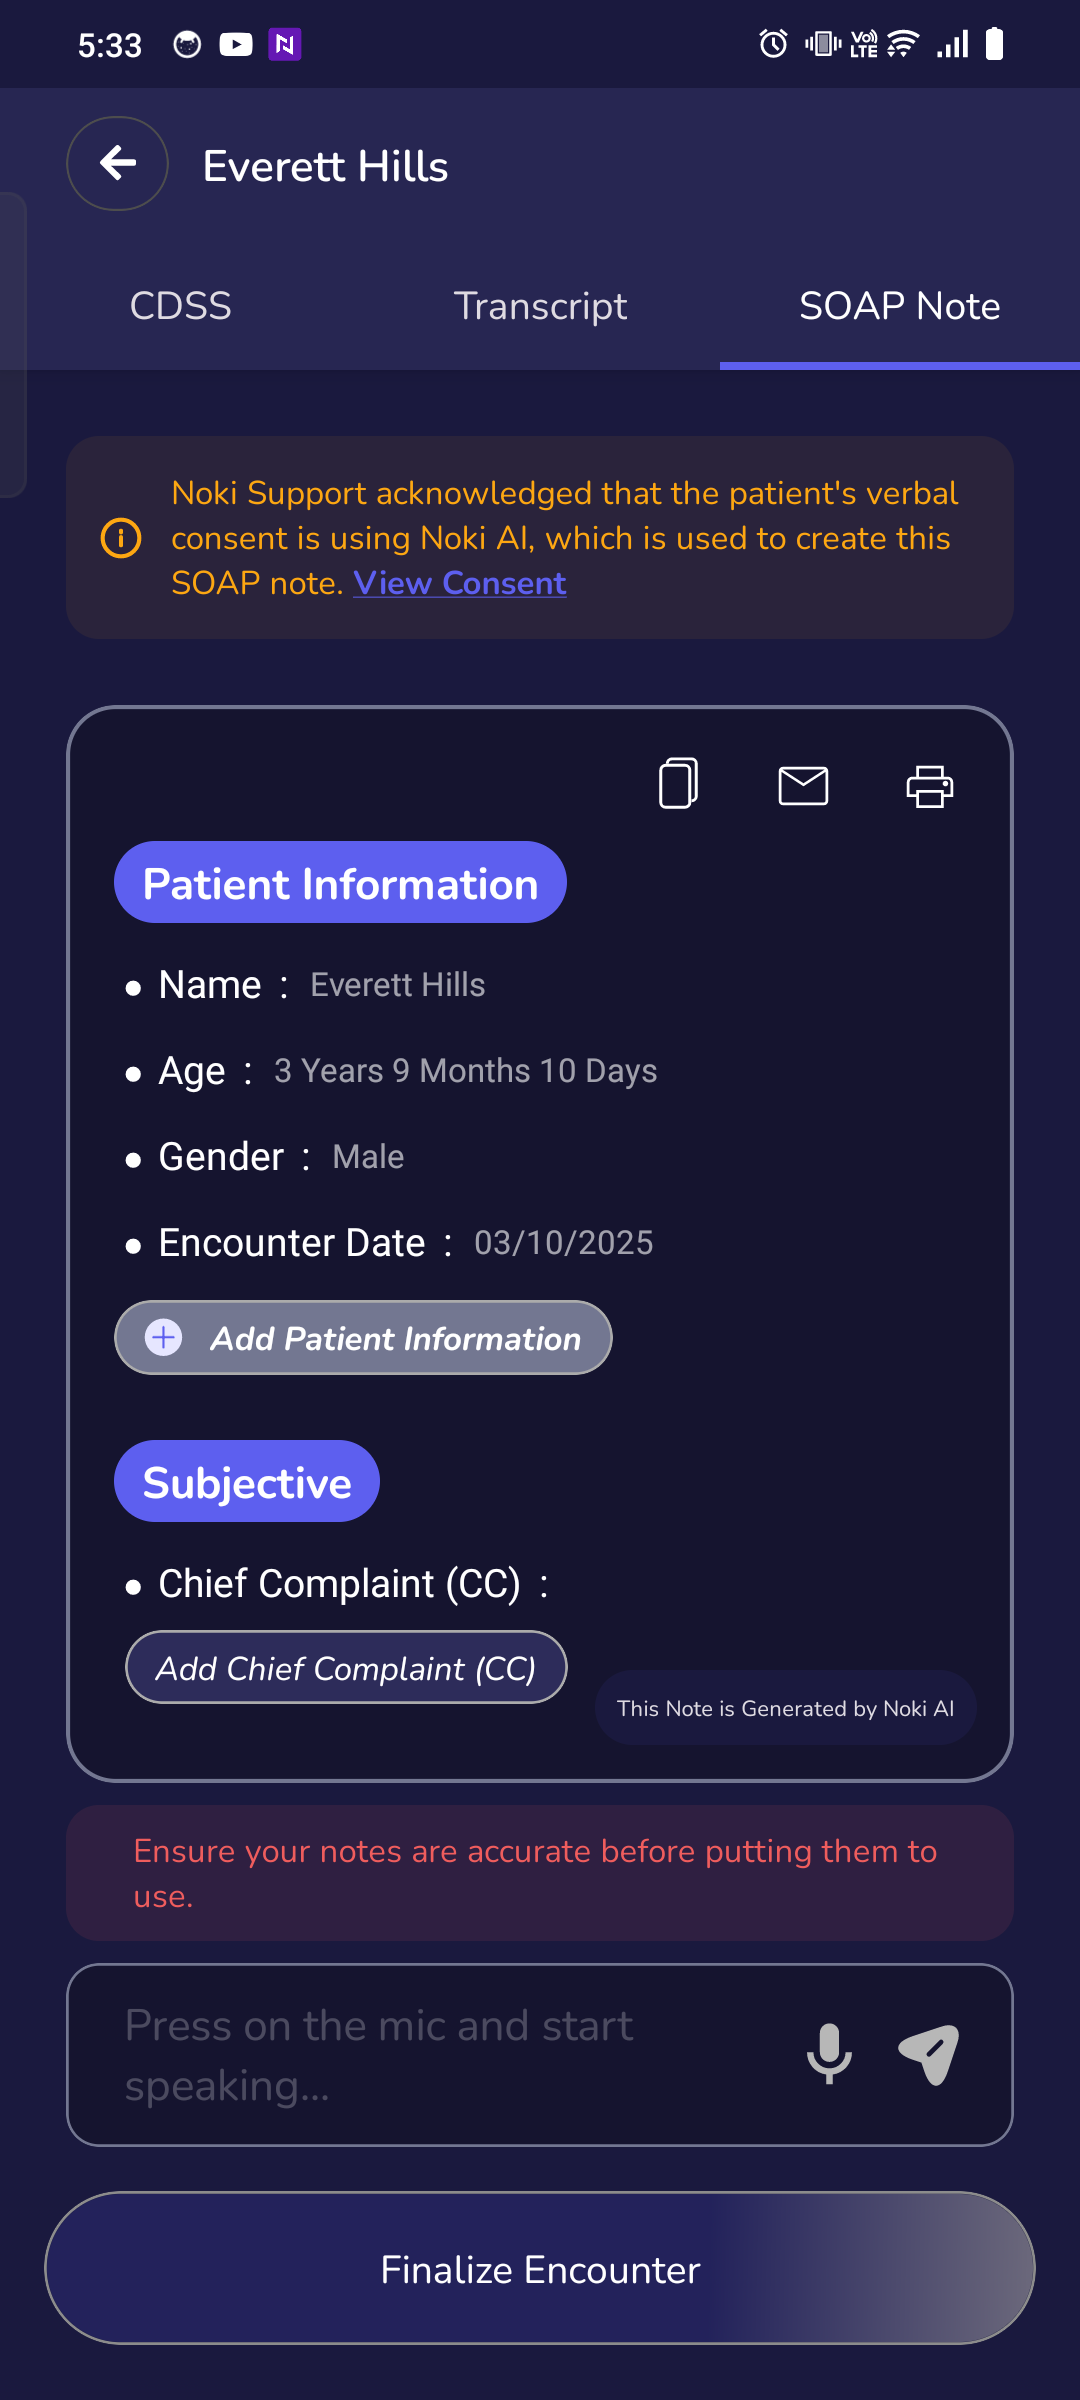 5:33
Vo)) LTE
Everett Hills
CDSS
Transcript
SOAP Note
Noki Support acknowledged that the patient's verbal
consent is using Noki AI, which is used to create this
SOAP note. View Consent
Patient Information
• Name : Everett Hills
• Age : 3 Years 9 Months 10 Days
• Gender : Male
• Encounter Date : 03/10/2025
Add Patient Information
Subjective
• Chief Complaint (CC) :
Add Chief Complaint (CC)
This Note is Generated by Noki AI
Ensure your notes are accurate before putting them to
use.
Press on the mic and start
speaking...
Finalize Encounter